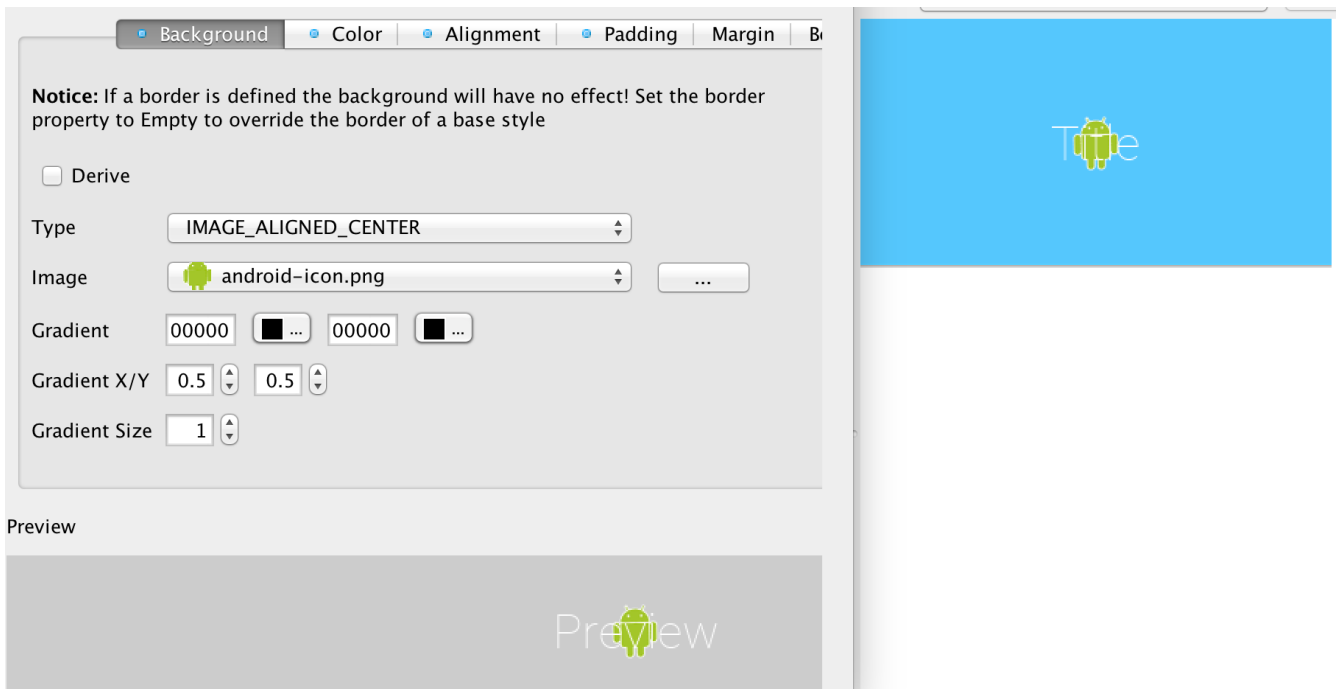 Background Color Alignment Padding Margin
Notice: If a border is defined the background will have no effect! Set the border
property to Empty to override the border of a base style
Derive
Type IMAGE_ALIGNED_CENTER
Image android-icon.png ...
Gradient 00000 ... 00000 ...
Gradient X/Y 0.5 0.5
Gradient Size 1
Preview
Preview
Title